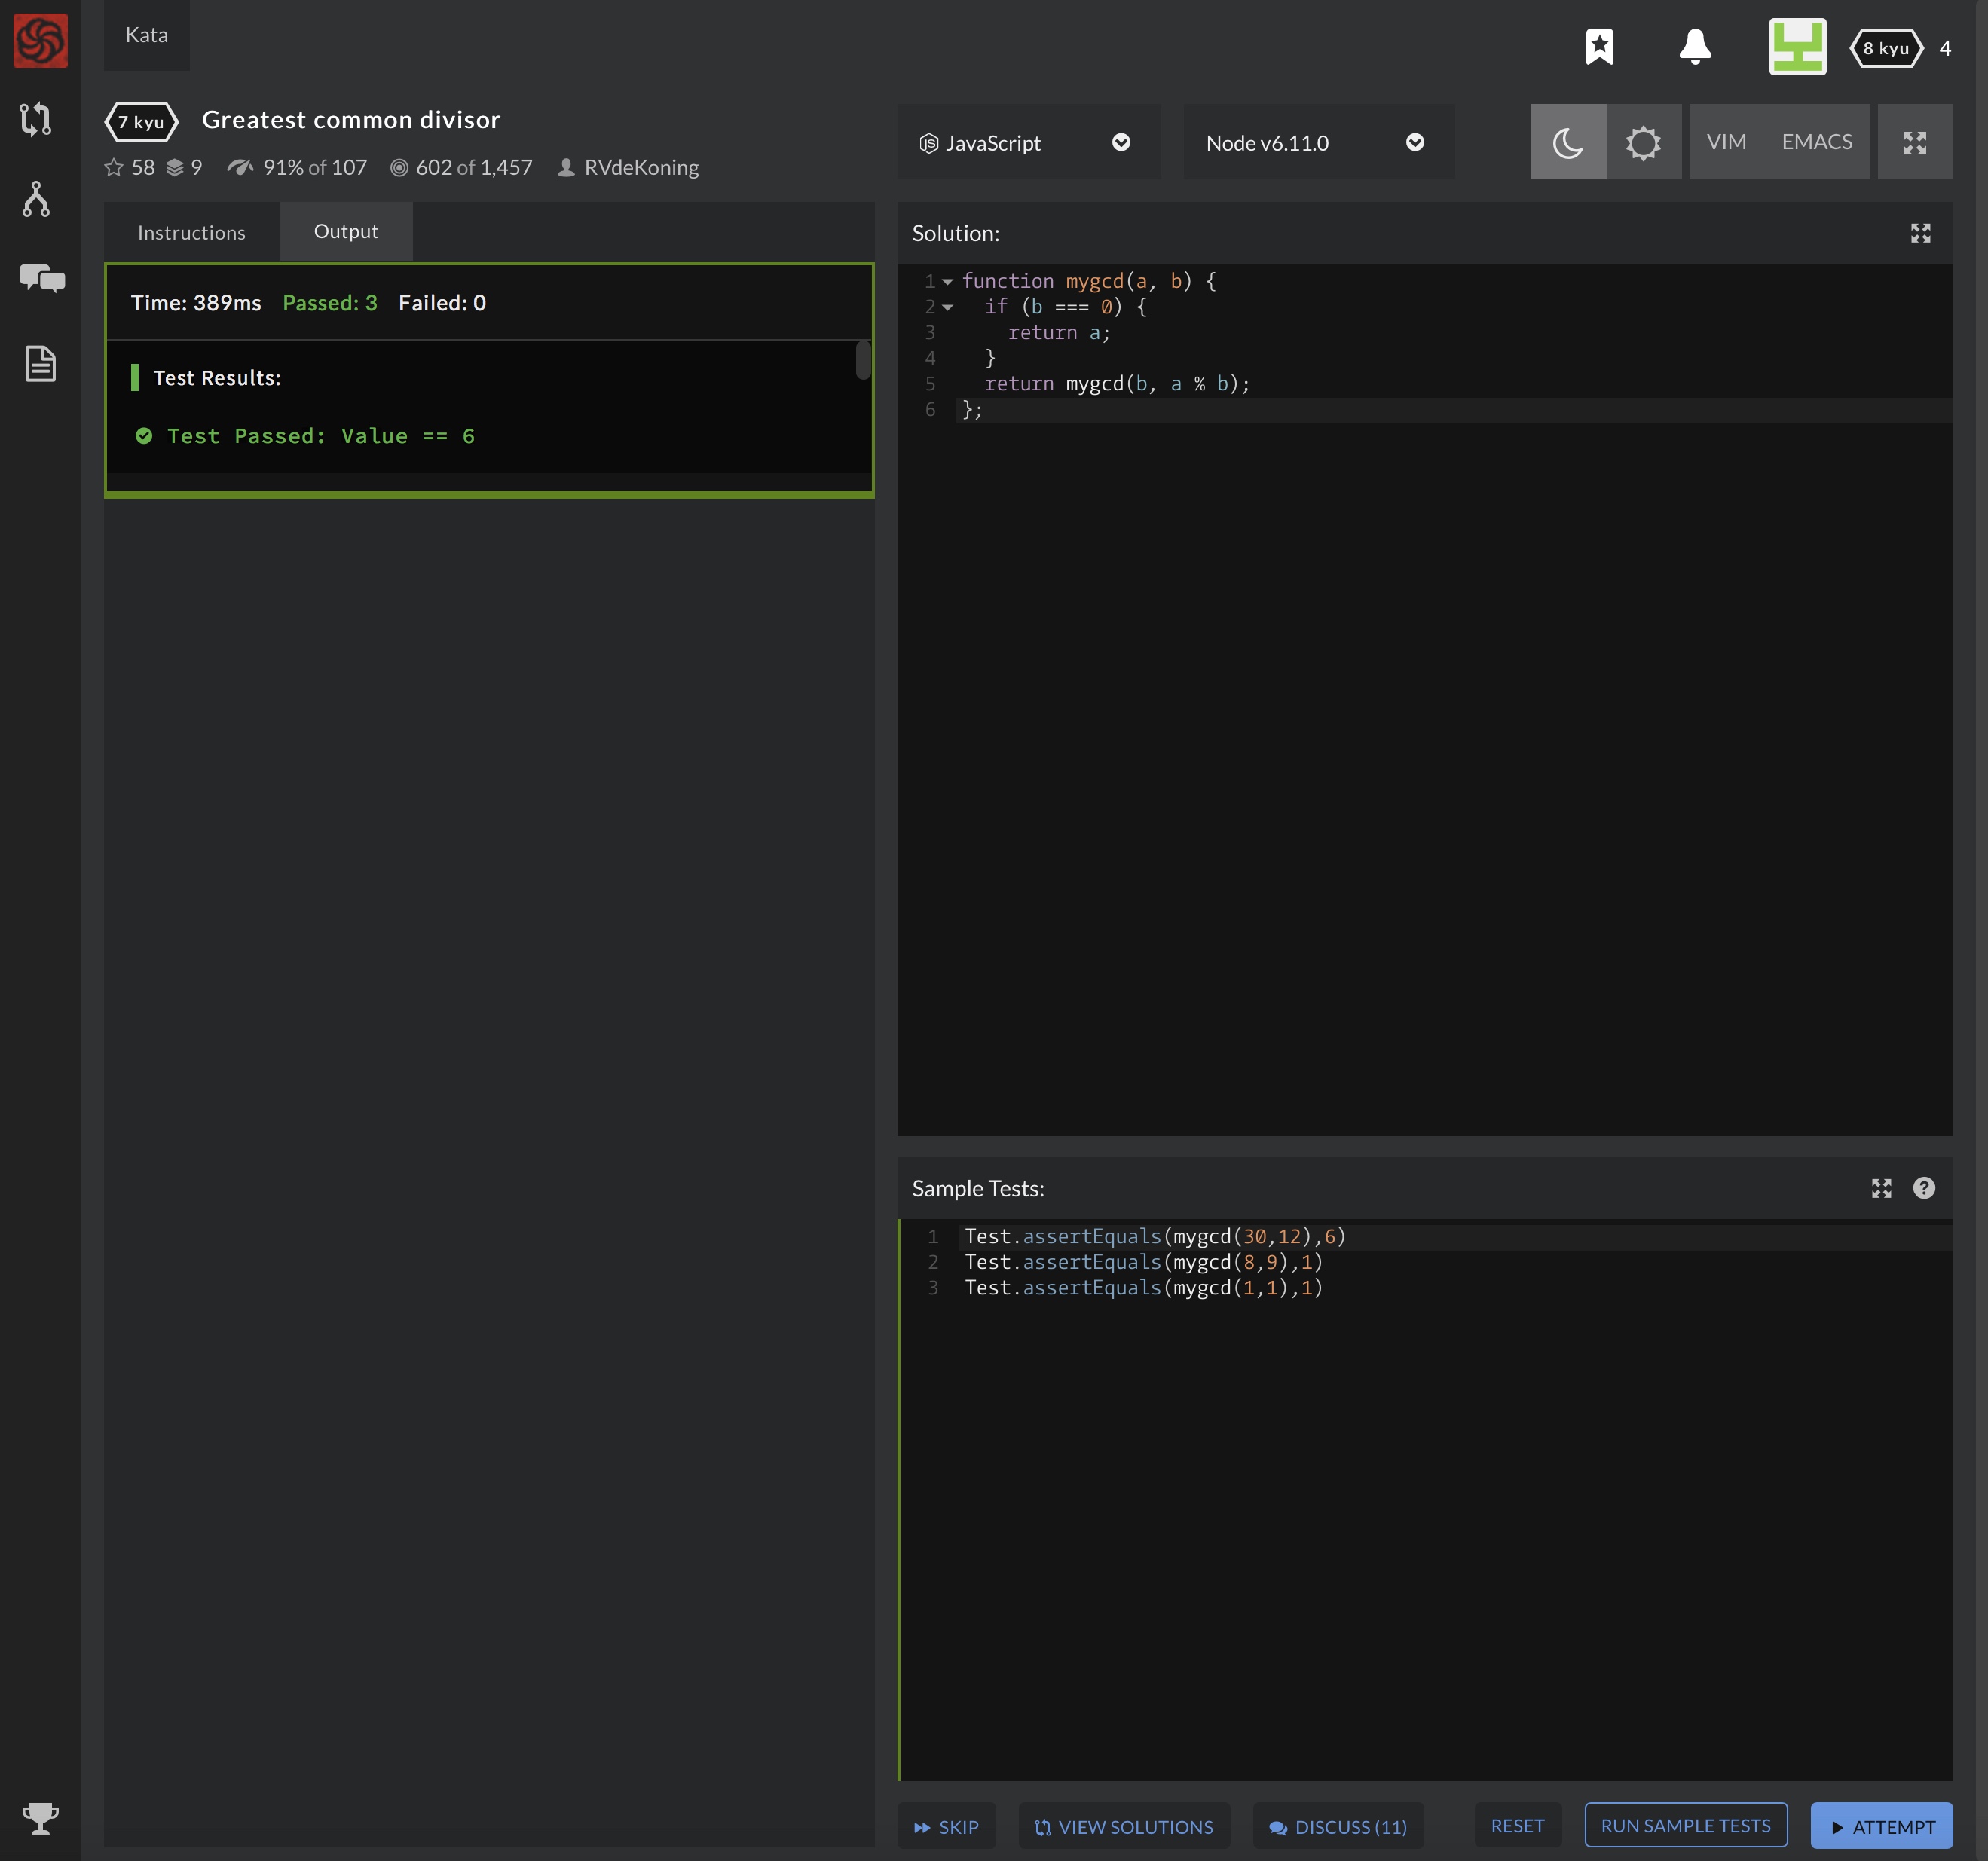 Kata
8 kyu 4
7 kyu Greatest common divisor
58 9 91% of 107 602 of 1,457 RVdeKoning
JS JavaScript
Node v6.11.0
VIM EMACS
Instructions Output
Time: 389ms Passed: 3 Failed: 0
Test Results:
Test Passed: Value == 6
Solution:
1 function mygcd(a, b) {
2 if (b === 0) {
3 return a;
4 }
5 return mygcd(b, a % b);
6 };
Sample Tests:
?
1 Test.assertEquals(mygcd(30,12),6)
2 Test.assertEquals(mygcd(8,9),1)
3 Test.assertEquals(mygcd(1,1),1)
SKIP VIEW SOLUTIONS DISCUSS (11) RESET RUN SAMPLE TESTS ATTEMPT